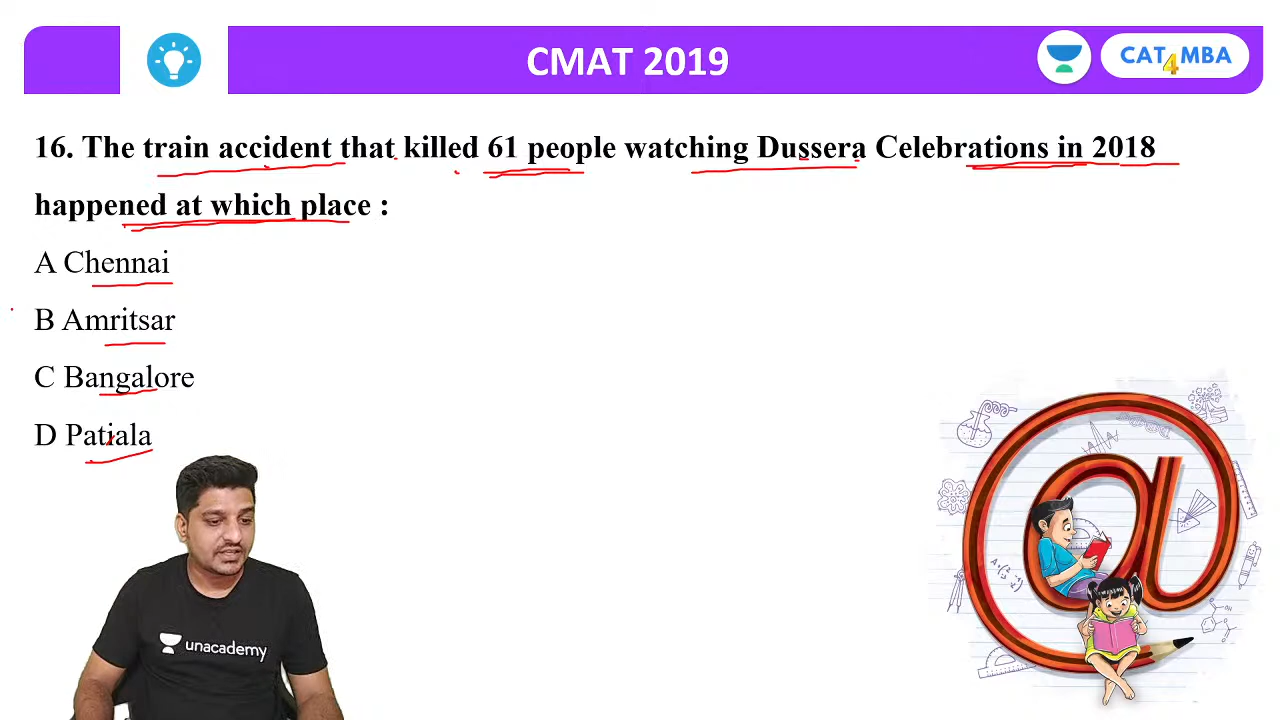 CMAT 2019
CAT4MBA
16. The train accident that killed 61 people watching Dussera Celebrations in 2018
happened at which place :
A Chennai
B Amritsar
C Bangalore
D Patiala
unacademy